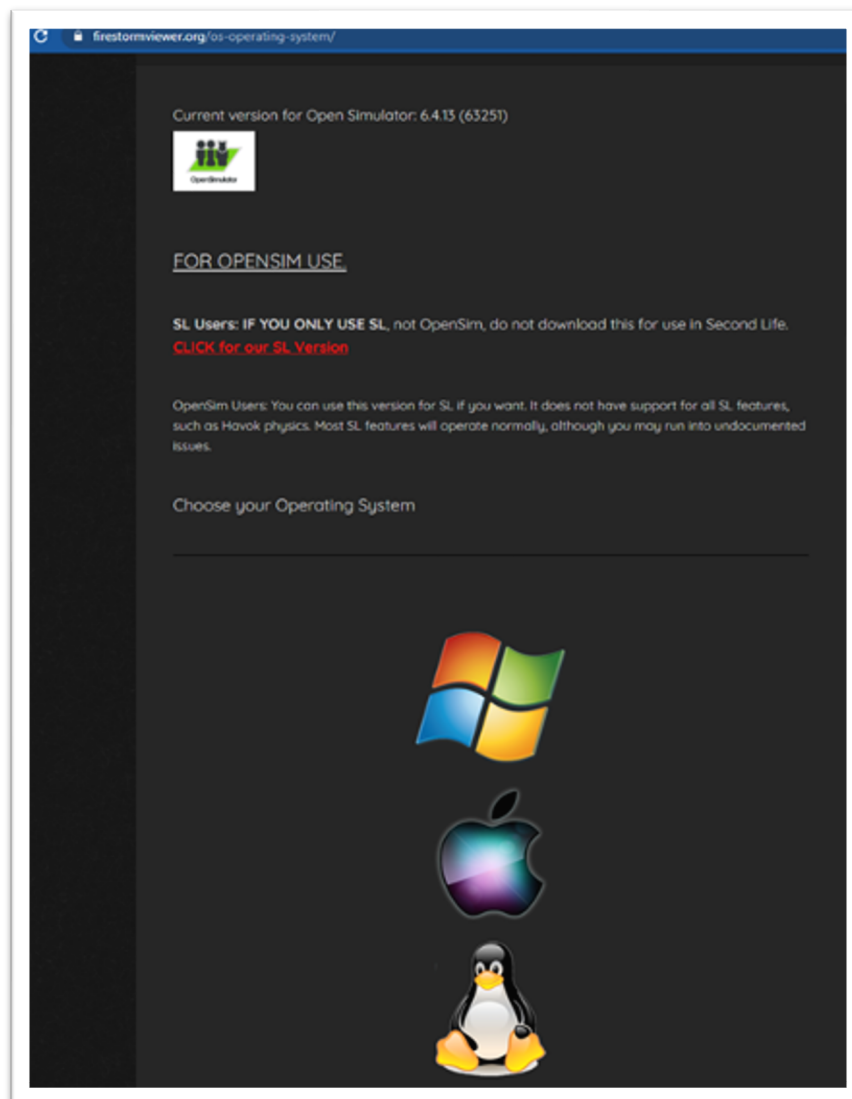 firestormviewer.org/os-operating-system/
Current version for Open Simulator: 6.4.13 (63251)
OpenSimulator
FOR OPENSIM USE.
SL Users: IF YOU ONLY USE SL, not OpenSim, do not download this for use in Second Life.
CLICK for our SL Version
OpenSim Users: You can use this version for SL if you want. It does not have support for all SL features,
such as Havok physics. Most SL features will operate normally, although you may run into undocumented
issues.
Choose your Operating System